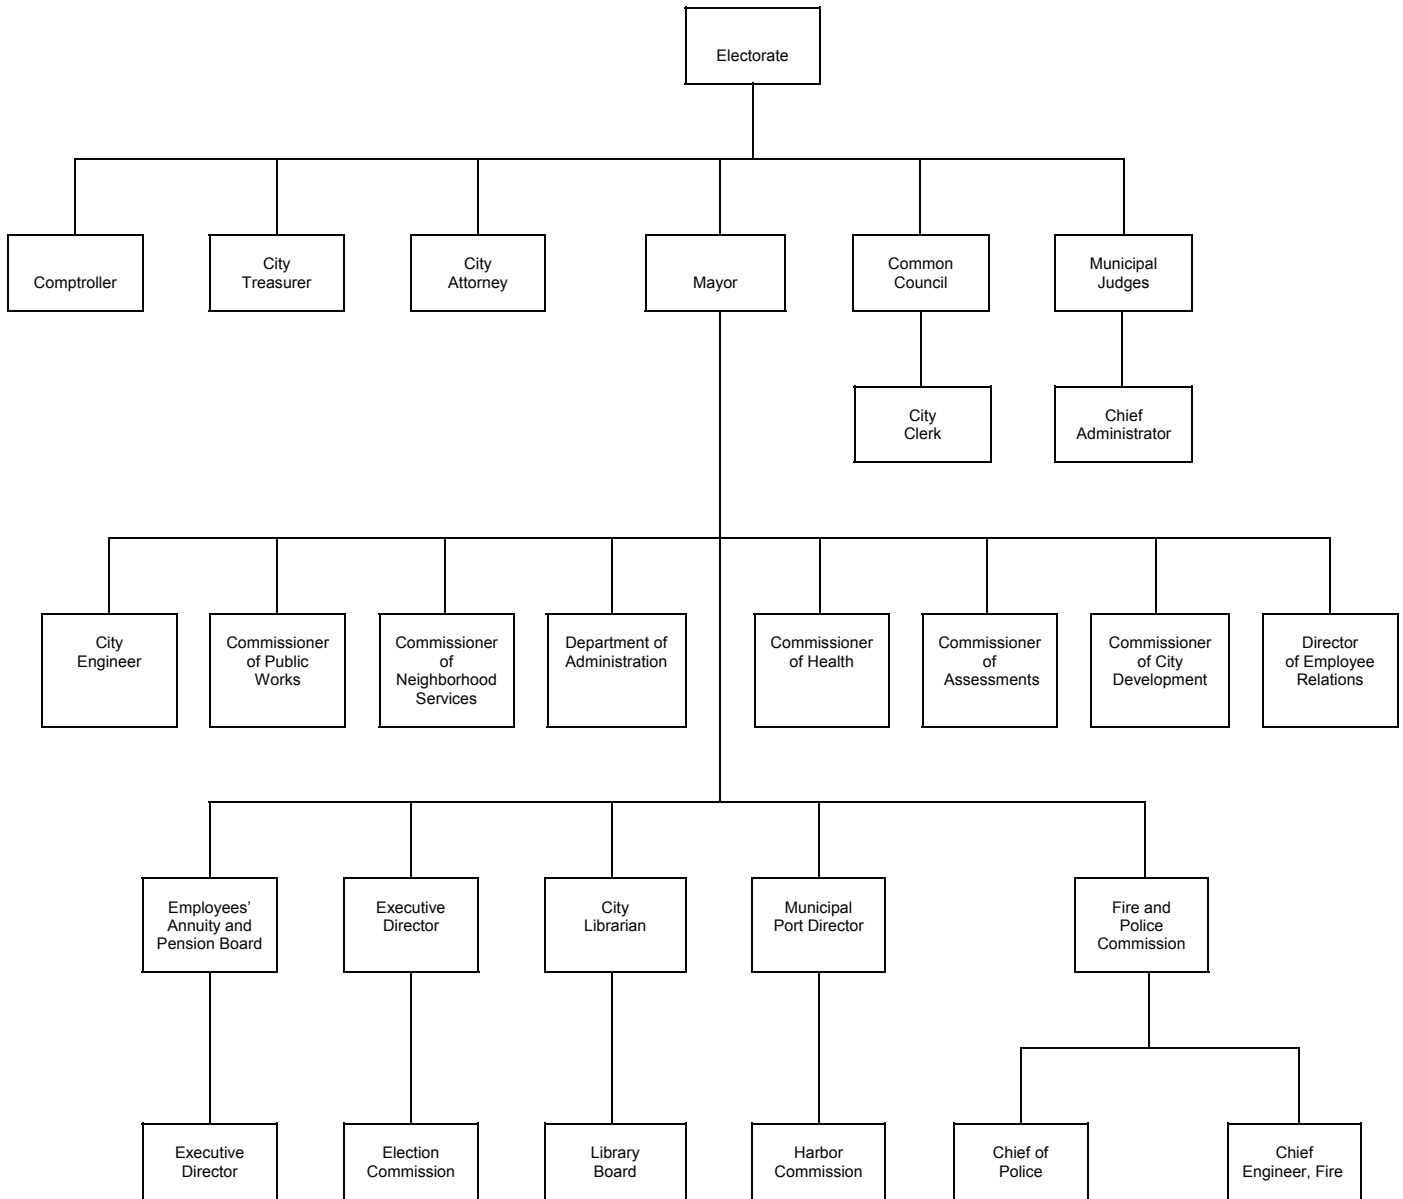 Electorate
Comptroller
City
Treasurer
City
Attorney
Mayor
Common
Council
Municipal
Judges
City
Clerk
Chief
Administrator
City
Engineer
Commissioner
of Public
Works
Commissioner
of
Neighborhood
Services
Department of
Administration
Commissioner
of Health
Commissioner
of
Assessments
Commissioner
of City
Development
Director
of Employee
Relations
Employees’
Annuity and
Pension Board
Executive
Director
City
Librarian
Municipal
Port Director
Fire and
Police
Commission
Executive
Director
Election
Commission
Library
Board
Harbor
Commission
Chief of
Police
Chief
Engineer, Fire